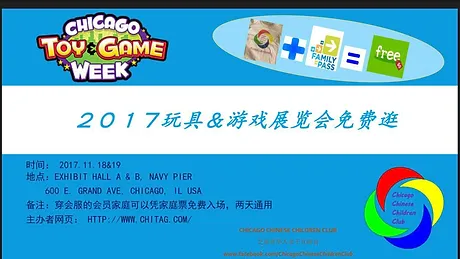 CHICAGO
TOY & GAME
WEEK
FAMILY
PASS
free
2017玩具&游戏展览会免费逛
时间: 2017.11.18&19
地点:EXHIBIT HALL A & B, NAVY PIER
600 E. GRAND AVE, CHICAGO, IL USA
备注:穿会服的会员家庭可以凭家庭票免费入场,两天通用
主办者网页: HTTP://WWW.CHITAG.COM/
Chicago
Chinese
Children
Club
CHICAGO CHINESE CHILDREN CLUB
www.facebook.com/ChicagoChineseChildrenClub